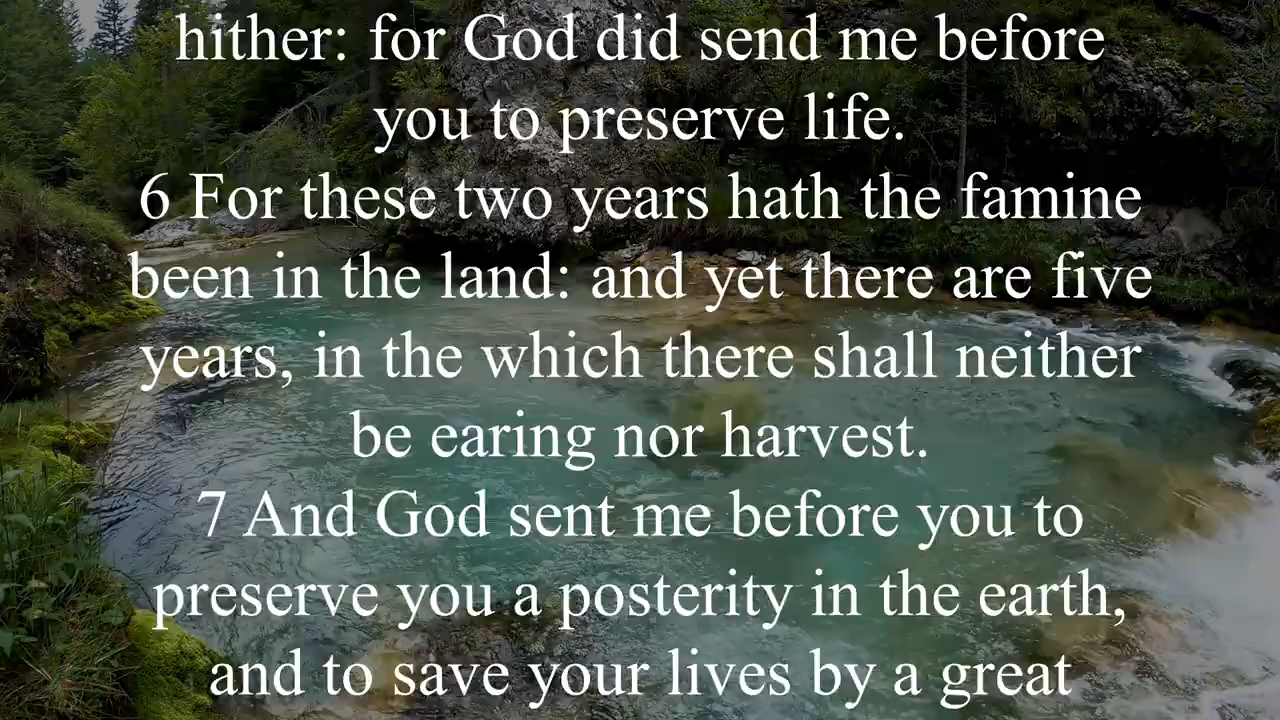 hither: for God did send me before
you to preserve life.
6 For these two years hath the famine
been in the land: and yet there are five
years, in the which there shall neither
be earing nor harvest.
7 And God sent me before you to
preserve you a posterity in the earth,
and to save your lives by a great